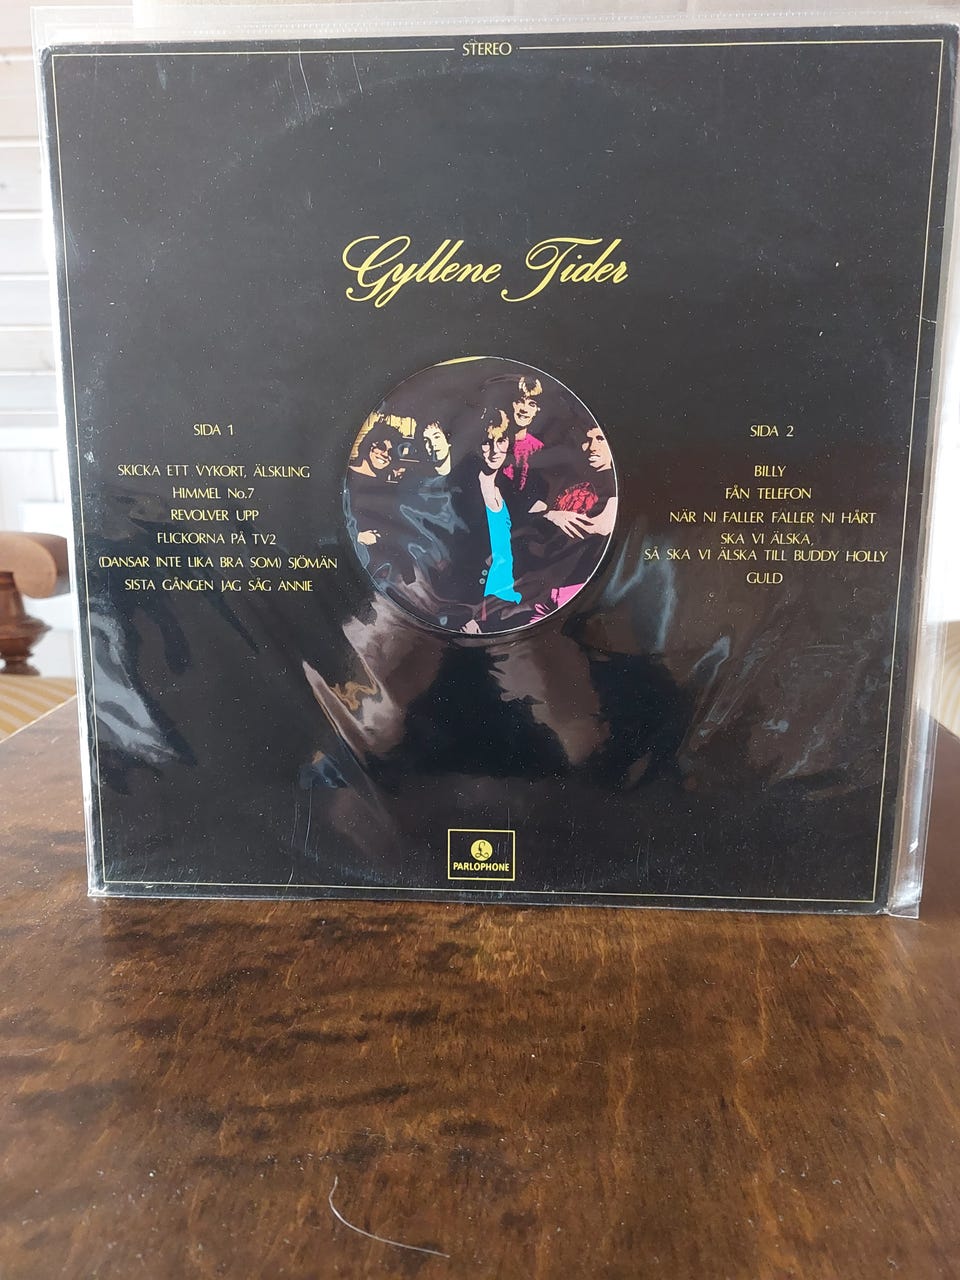 STEREO
Gyllene Tider
SIDA 1
SKICKA ETT VYKORT, ÄLSKLING
HIMMEL No.7
REVOLVER UPP
FLICKORNA PÅ TV2
(DANSAR INTE LIKA BRA SOM) SJÖMÄN
SISTA GÅNGEN JAG SÅG ANNIE
SIDA 2
BILLY
FÅN TELEFON
NÄR NI FALLER FALLER NI HÅRT
SKA VI ÄLSKA,
SÅ SKA VI ÄLSKA TILL BUDDY HOLLY
GULD
£
PARLOPHONE